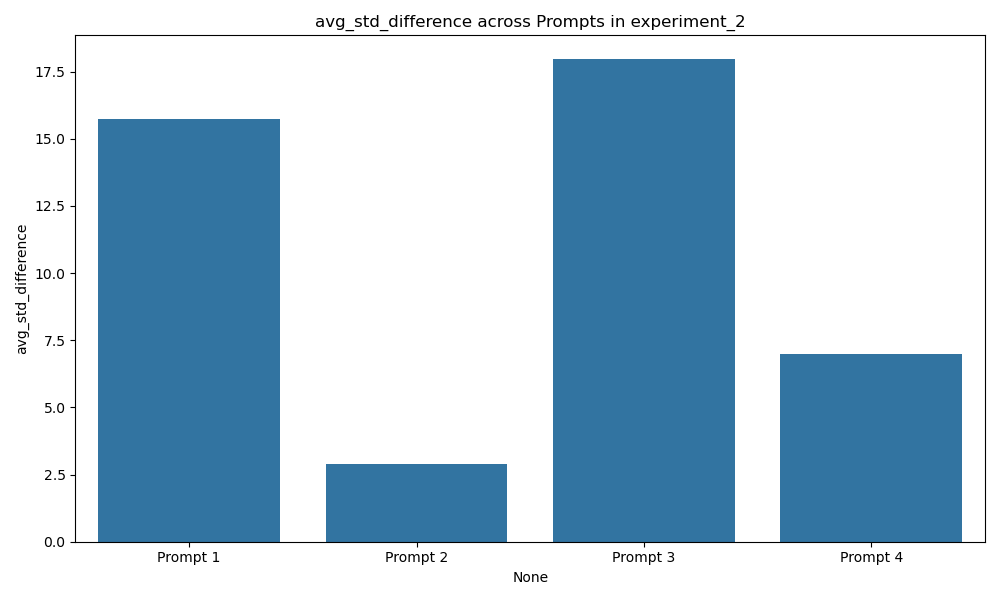 avg_std_difference across Prompts in experiment_2
avg_std_difference
17.5
15.0
12.5
10.0
7.5
5.0
2.5
0.0
Prompt 1 Prompt 2 Prompt 3 Prompt 4
None